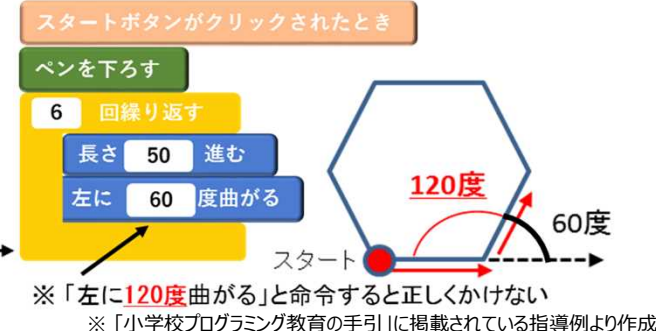 スタートボタンがクリックされたとき
ペンを下ろす
6 回繰り返す
長さ 50 進む
左に 60 度曲がる
120度
60度
スタート
※「左に120度曲がる」と命令すると正しくかけない
※「小学校プログラミング教育の手引」に掲載されている指導例より作成